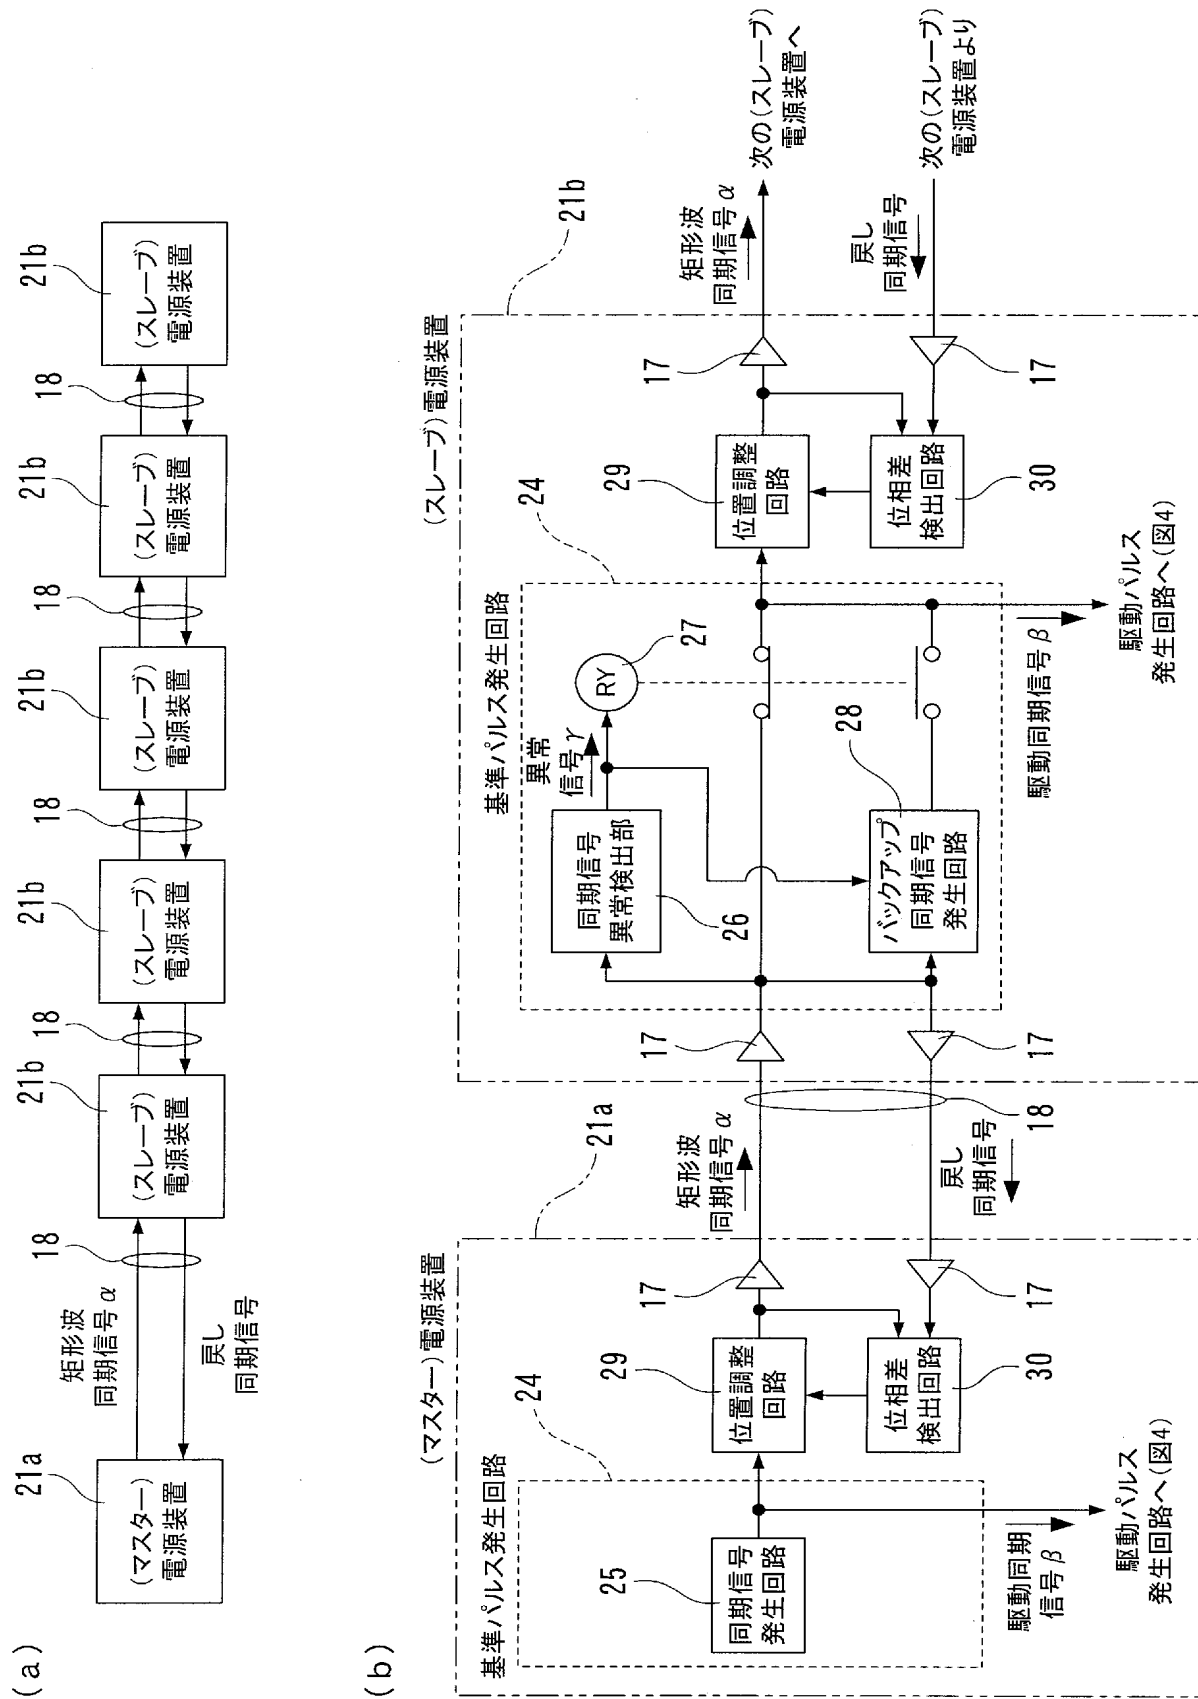 (a)
21a
(マスター)
電源装置
矩形波
同期信号α
戻し
同期信号
18
21b
(スレーブ)
電源装置
18
21b
(スレーブ)
電源装置
18
21b
(スレーブ)
電源装置
18
21b
(スレーブ)
電源装置
18
21b
(スレーブ)
電源装置
(b)
(マスター)電源装置
21a
基準パルス発生回路
24
25
同期信号
発生回路
駆動同期
信号β
駆動パルス
発生回路へ(図4)
29
位置調整
回路
位相差
検出回路
30
17
17
矩形波
同期信号α
戻し
同期信号
18
(スレーブ)電源装置
21b
17
17
基準パルス発生回路
24
同期信号
異常検出部
26
異常
信号γ
RY
27
28
バックアップ
同期信号
発生回路
駆動同期信号β
駆動パルス
発生回路へ(図4)
29
位置調整
回路
位相差
検出回路
30
17
17
矩形波
同期信号α
戻し
同期信号
次の(スレーブ)
電源装置へ
次の(スレーブ)
電源装置より